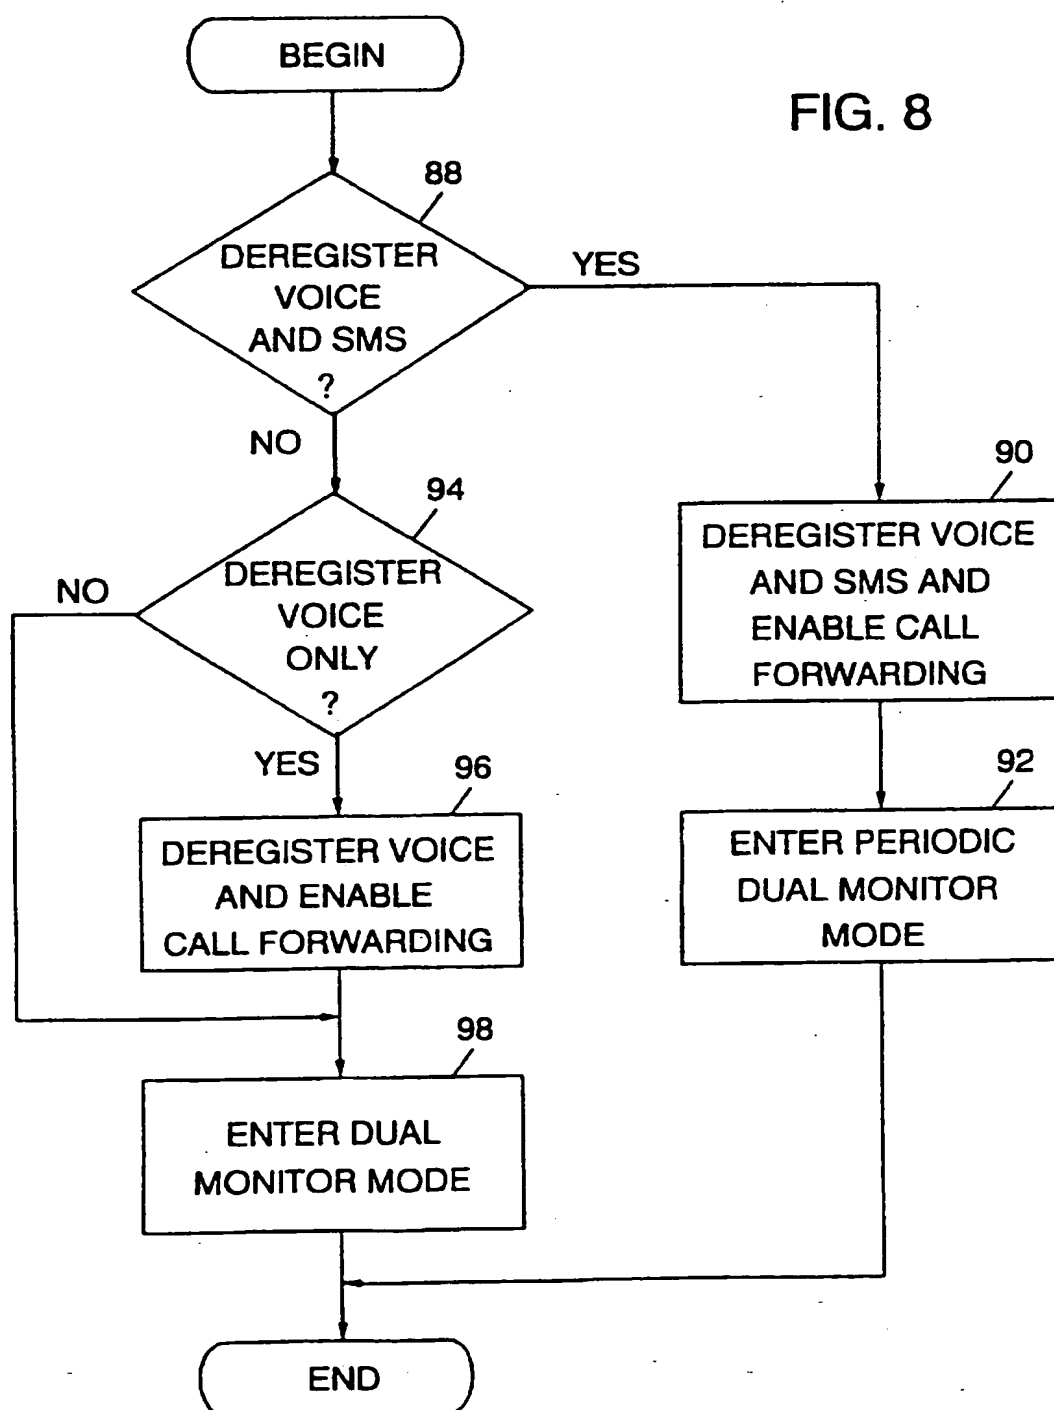 BEGIN
FIG. 8
88
DEREGISTER
VOICE
AND SMS
?
YES
NO
90
DEREGISTER VOICE
AND SMS AND
ENABLE CALL
FORWARDING
94
DEREGISTER
VOICE
ONLY
?
NO
YES
92
ENTER PERIODIC
DUAL MONITOR
MODE
96
DEREGISTER VOICE
AND ENABLE
CALL FORWARDING
98
ENTER DUAL
MONITOR MODE
END